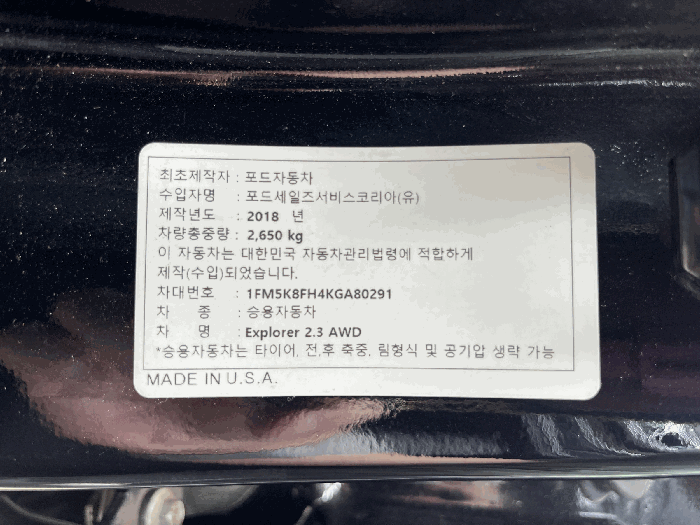 최초제작자 : 포드자동차
수입자명 : 포드세일즈서비스코리아(유)
제작년도 : 2018 년
차량총중량 : 2,650 kg
이 자동차는 대한민국 자동차관리법령에 적합하게
제작(수입)되었습니다.
차대번호 : 1FM5K8FH4KGA80291
차 종 : 승용자동차
차 명 : Explorer 2.3 AWD
*승용자동차는 타이어, 전,후 축중, 림형식 및 공기압 생략 가능
MADE IN U.S.A.